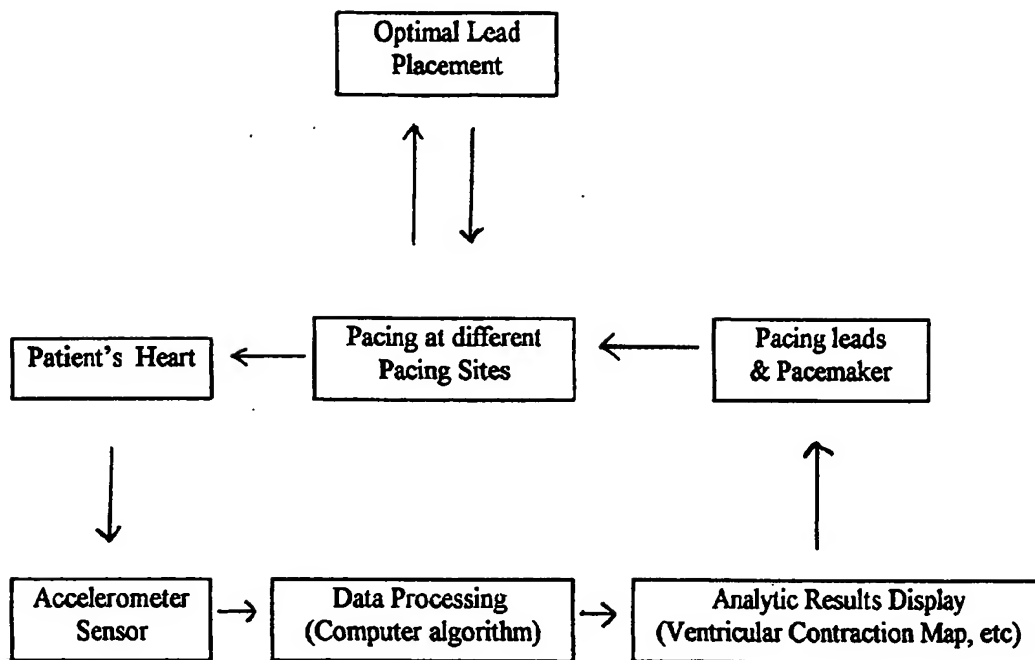 Optimal Lead
Placement
Patient's Heart
Pacing at different
Pacing Sites
Pacing leads
& Pacemaker
Accelerometer
Sensor
Data Processing
(Computer algorithm)
Analytic Results Display
(Ventricular Contraction Map, etc)